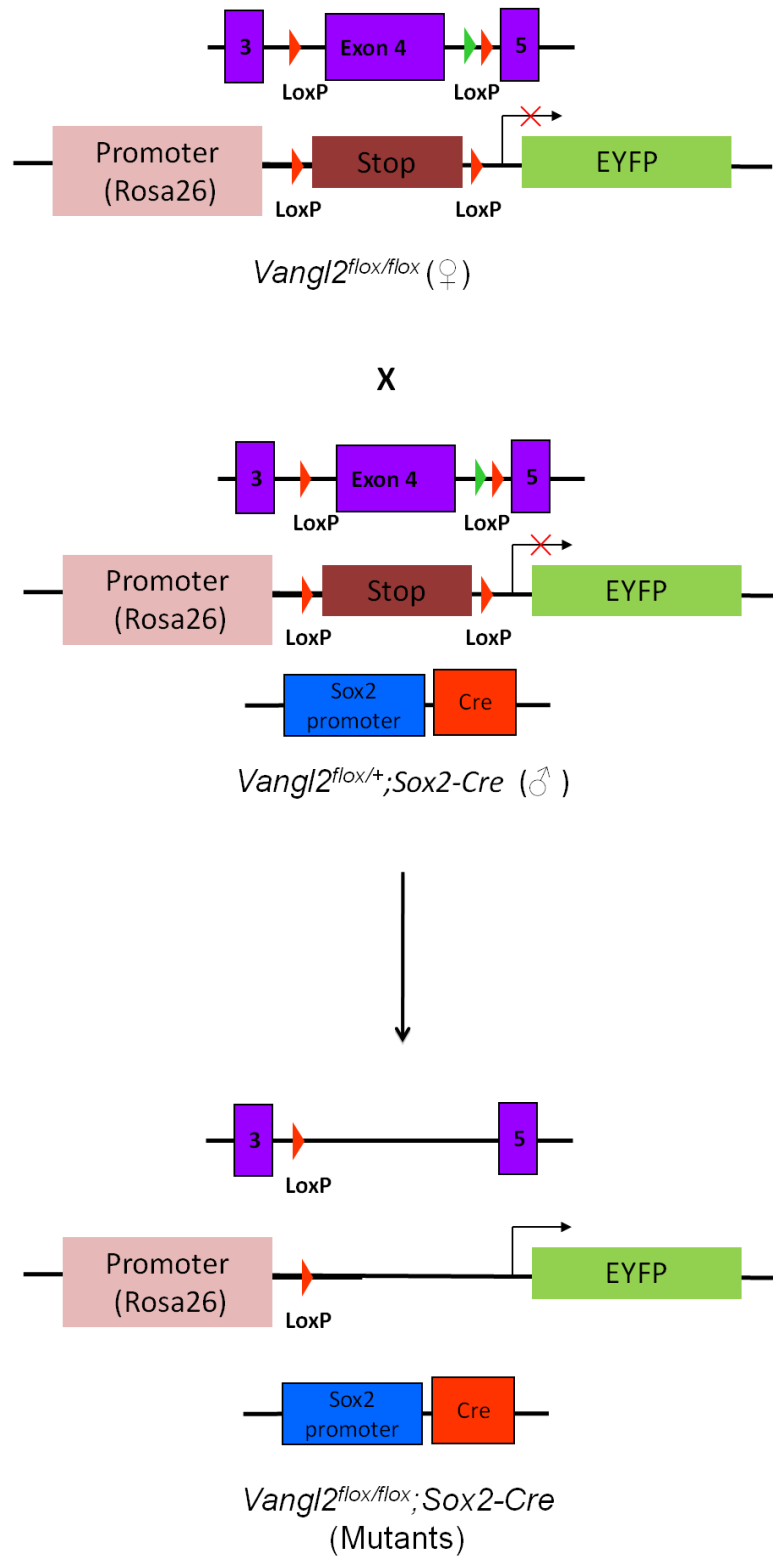 3 Exon 4 5
LoxP LoxP
Promoter
(Rosa26)
Stop
EYFP
LoxP LoxP
Vangl2flox/flox (♀)
X
3 Exon 4 5
LoxP LoxP
Promoter
(Rosa26)
Stop
EYFP
LoxP LoxP
Sox2
promoter
Cre
Vangl2flox/+;Sox2-Cre (♂)
3 5
LoxP
Promoter
(Rosa26)
EYFP
LoxP
Sox2
promoter
Cre
Vangl2flox/flox;Sox2-Cre
(Mutants)